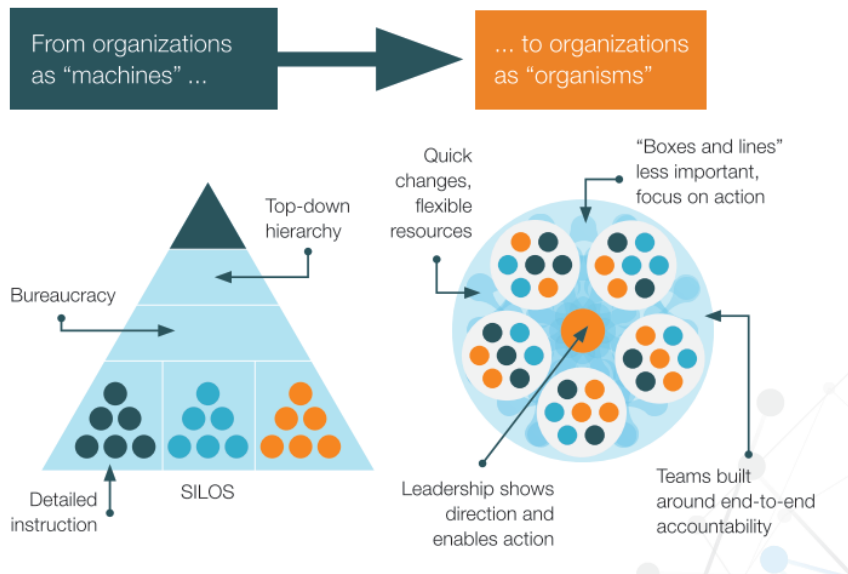 From organizations
as “machines” ...
... to organizations
as “organisms”
Top-down
hierarchy
Bureaucracy
Detailed
instruction
SILOS
Quick
changes,
flexible
resources
“Boxes and lines”
less important,
focus on action
Leadership shows
direction and
enables action
Teams built
around end-to-end
accountability